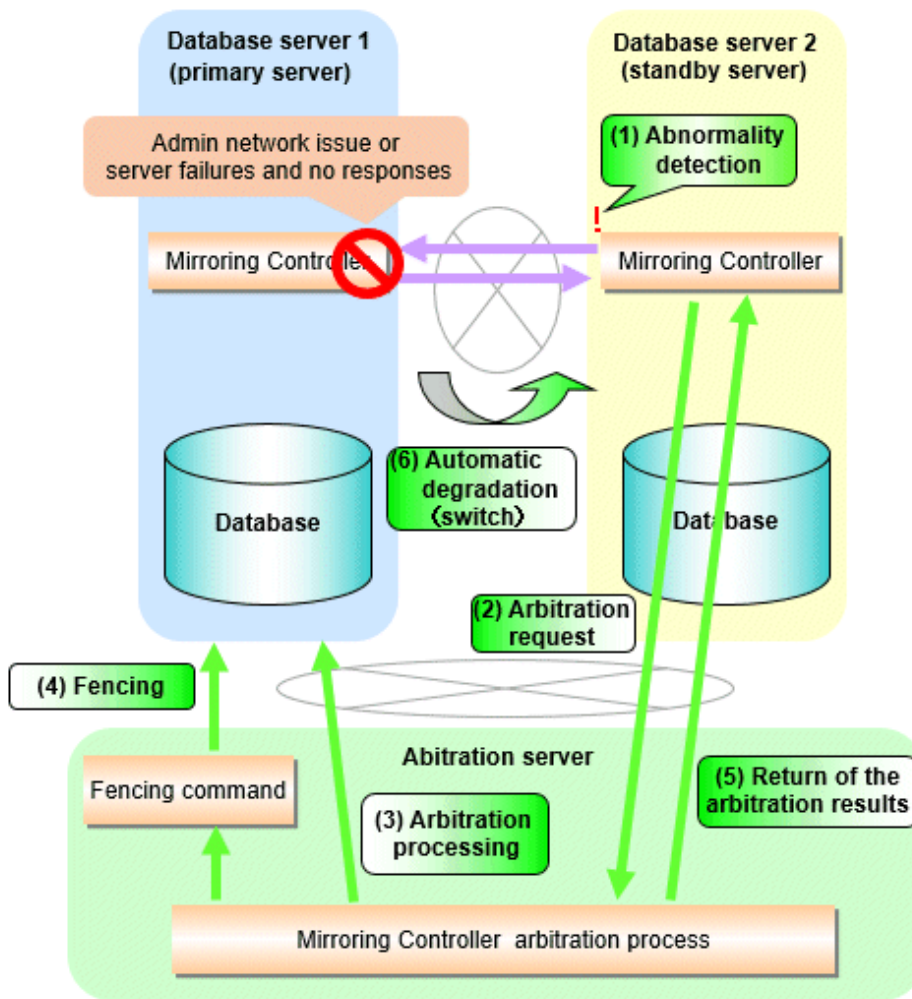 Database server 1
(primary server)
Database server 2
(standby server)
Admin network issue or
server failures and no responses
(1) Abnormality
detection
!
Mirroring Controller
Mirroring Controller
(6) Automatic
degradation
(switch)
Database
Database
(2) Arbitration
request
(4) Fencing
Abitration server
Fencing command
(3) Arbitration
processing
(5) Return of the
arbitration results
Mirroring Controller arbitration process